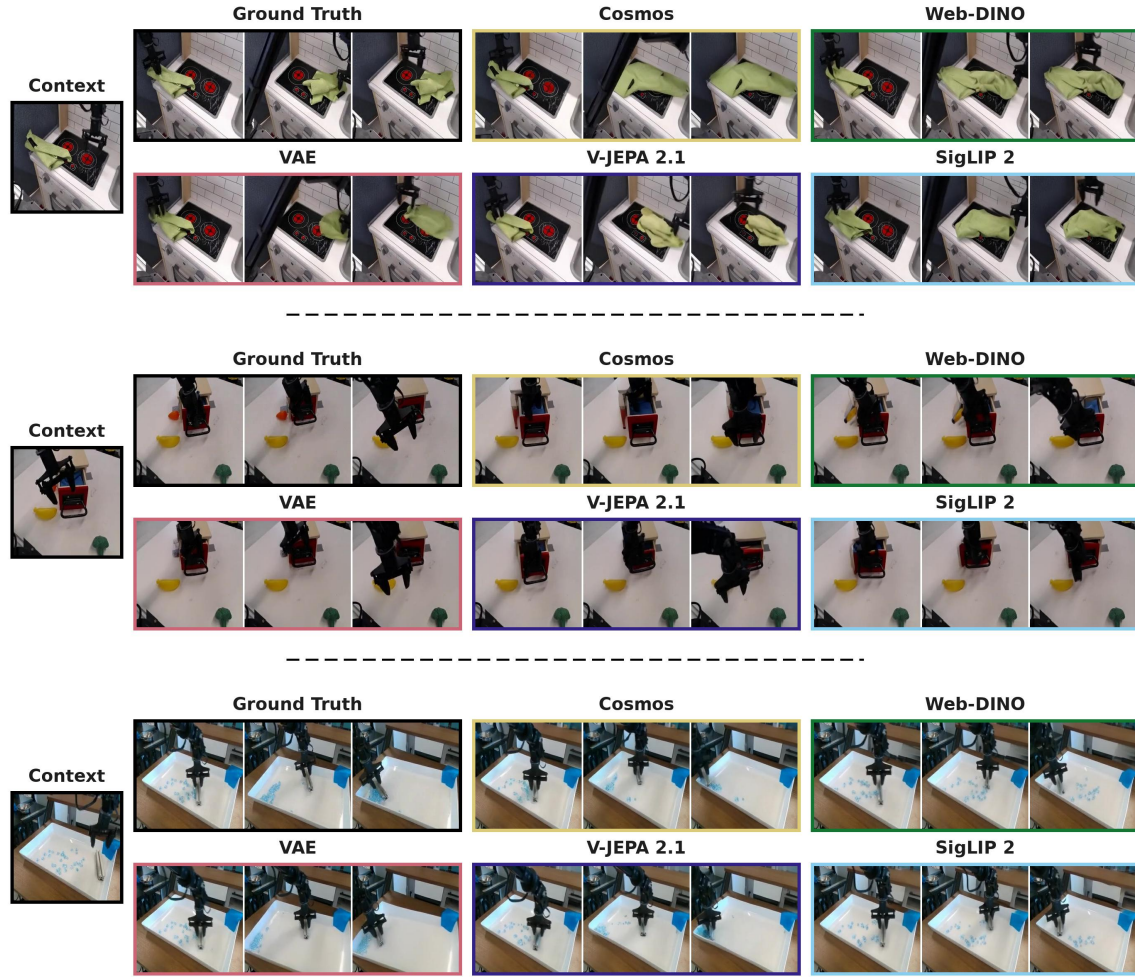 Ground Truth
Cosmos
Web-DINO
Context
VAE
V-JEPA 2.1
SigLIP 2
Ground Truth
Cosmos
Web-DINO
Context
VAE
V-JEPA 2.1
SigLIP 2
Ground Truth
Cosmos
Web-DINO
Context
VAE
V-JEPA 2.1
SigLIP 2